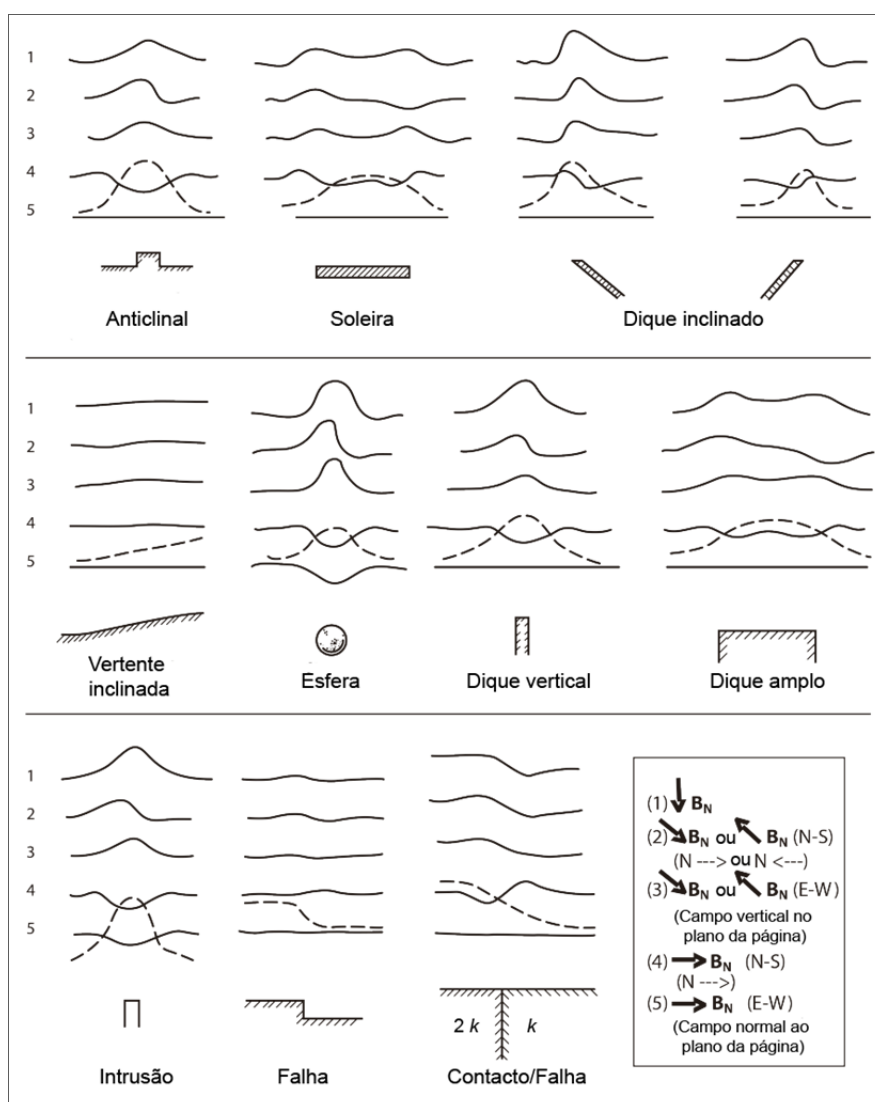 1
2
3
4
5
Anticlinal
Soleira
Dique inclinado
1
2
3
4
5
Vertente
inclinada
Esfera
Dique vertical
Dique amplo
1
2
3
4
5
2 k
k
Intrusão
Falha
Contacto/Falha
(1) B_N
(2) B_N ou B_N (N-S)
(N ---> ou N <---)
(3) B_N ou B_N (E-W)
(Campo vertical no
plano da página)
(4) B_N (N-S)
(N --->)
(5) B_N (E-W)
(Campo normal ao
plano da página)